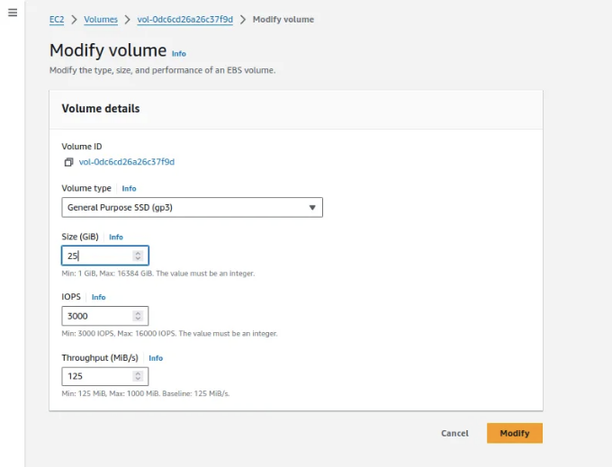 EC2 > Volumes > vol-0dc6cd26a26c37f9d > Modify volume
Modify volume Info
Modify the type, size, and performance of an EBS volume.
Volume details
Volume ID
vol-0dc6cd26a26c37f9d
Volume type Info
General Purpose SSD (gp3)
Size (GiB) Info
25
Min: 1 GiB, Max: 16384 GiB. The value must be an integer.
IOPS Info
3000
Min: 3000 IOPS, Max: 16000 IOPS. The value must be an integer.
Throughput (MiB/s) Info
125
Min: 125 MiB, Max: 1000 MiB. Baseline: 125 MiB/s.
Cancel Modify